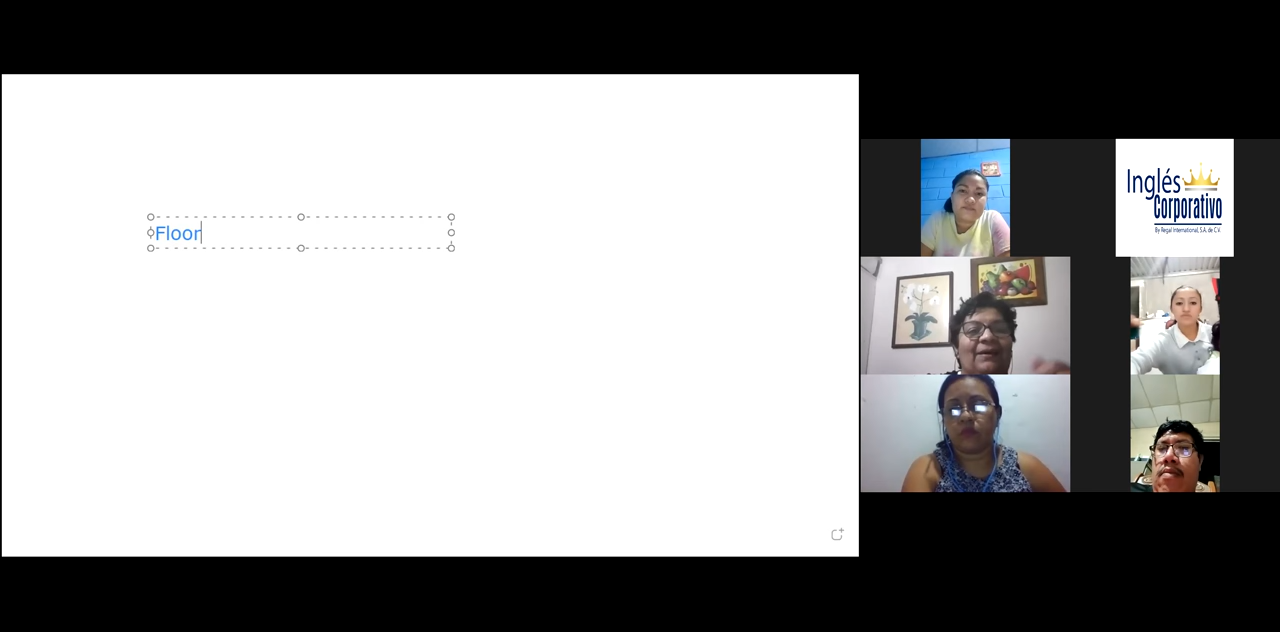 Floor
Inglés
Corporativo
By Regal International, S.A. de C.V.